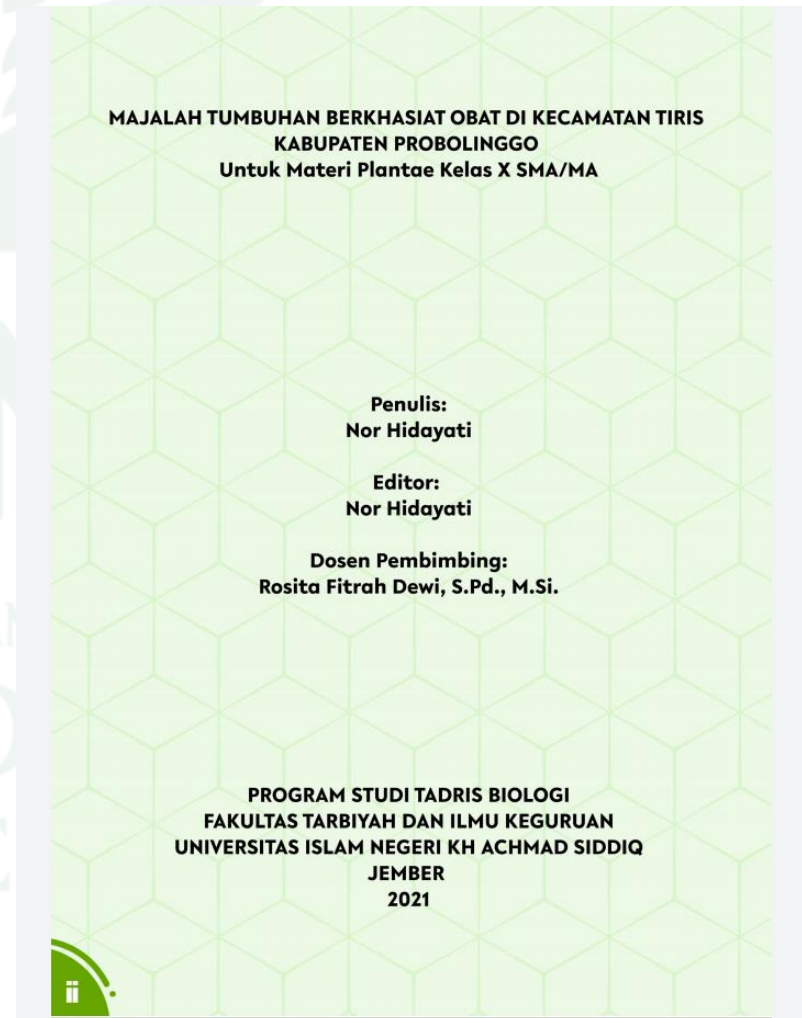 MAJALAH TUMBUHAN BERKHASIAT OBAT DI KECAMATAN TIRIS
KABUPATEN PROBOLINGGO
Untuk Materi Plantae Kelas X SMA/MA
Penulis:
Nor Hidayati
Editor:
Nor Hidayati
Dosen Pembimbing:
Rosita Fitrah Dewi, S.Pd., M.Si.
PROGRAM STUDI TADRIS BIOLOGI
FAKULTAS TARBIYAH DAN ILMU KEGURUAN
UNIVERSITAS ISLAM NEGERI KH ACHMAD SIDDIQ
JEMBER
2021
ii